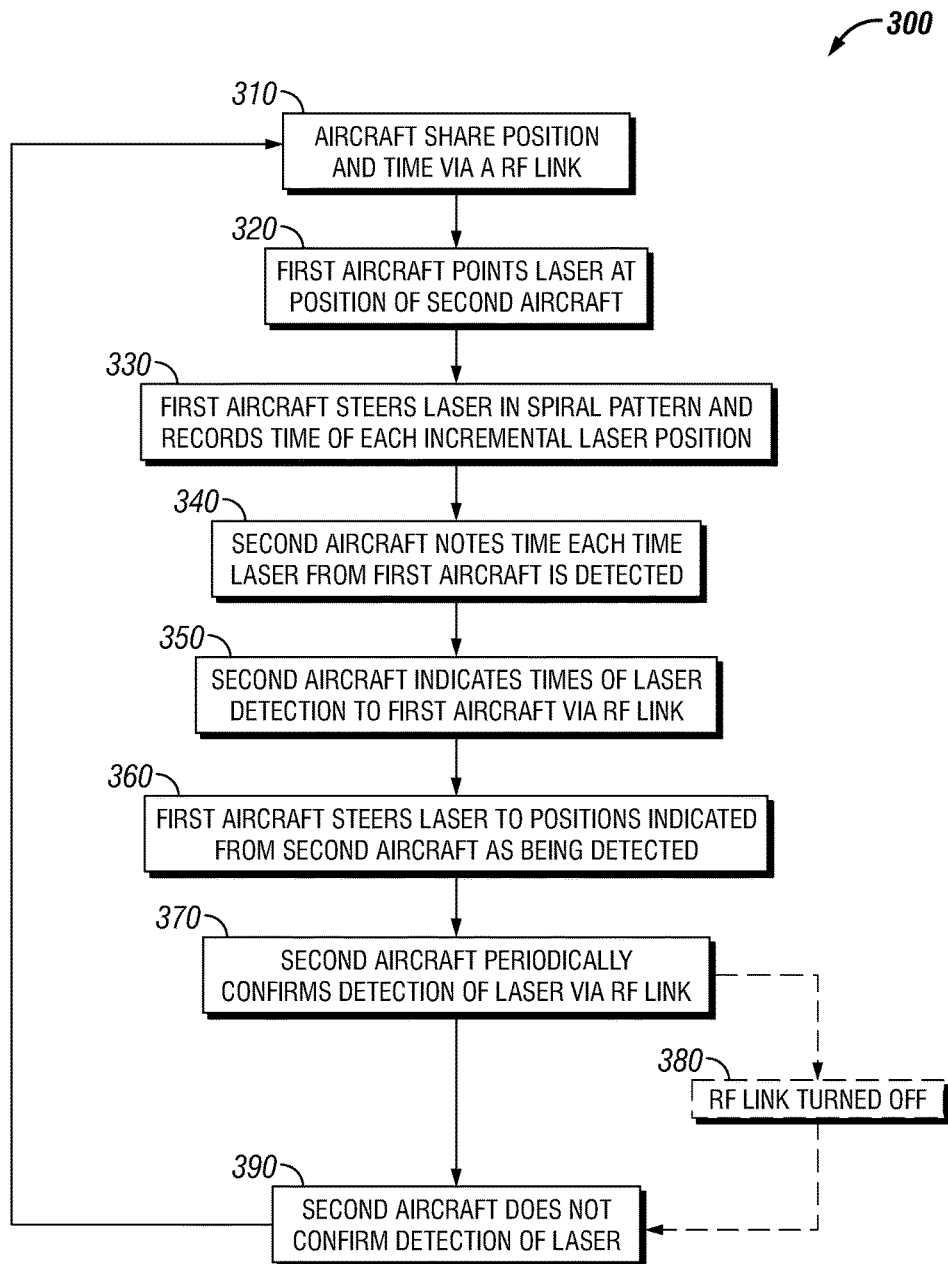 300
310
AIRCRAFT SHARE POSITION
AND TIME VIA A RF LINK
320
FIRST AIRCRAFT POINTS LASER AT
POSITION OF SECOND AIRCRAFT
330
FIRST AIRCRAFT STEERS LASER IN SPIRAL PATTERN AND
RECORDS TIME OF EACH INCREMENTAL LASER POSITION
340
SECOND AIRCRAFT NOTES TIME EACH TIME
LASER FROM FIRST AIRCRAFT IS DETECTED
350
SECOND AIRCRAFT INDICATES TIMES OF LASER
DETECTION TO FIRST AIRCRAFT VIA RF LINK
360
FIRST AIRCRAFT STEERS LASER TO POSITIONS INDICATED
FROM SECOND AIRCRAFT AS BEING DETECTED
370
SECOND AIRCRAFT PERIODICALLY
CONFIRMS DETECTION OF LASER VIA RF LINK
380
RF LINK TURNED OFF
390
SECOND AIRCRAFT DOES NOT
CONFIRM DETECTION OF LASER